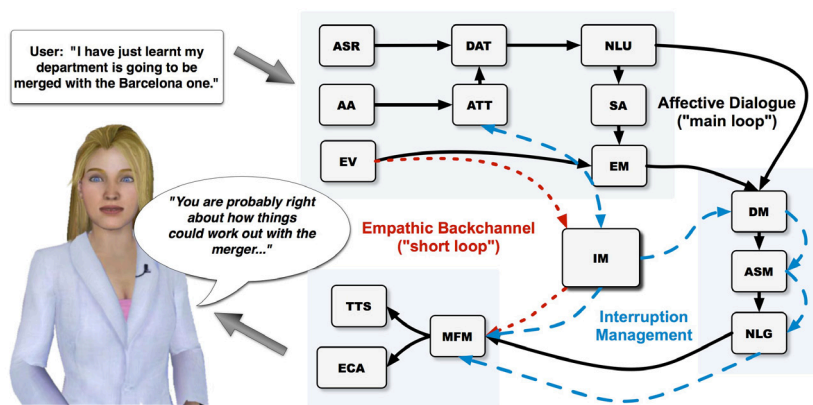 User: "I have just learnt my
department is going to be
merged with the Barcelona one."
ASR
DAT
NLU
AA
ATT
SA
Affective Dialogue
("main loop")
EV
EM
"You are probably right
about how things
could work out with the
merger..."
Empathic Backchannel
("short loop")
IM
DM
ASM
Interruption
Management
NLG
TTS
MFM
ECA